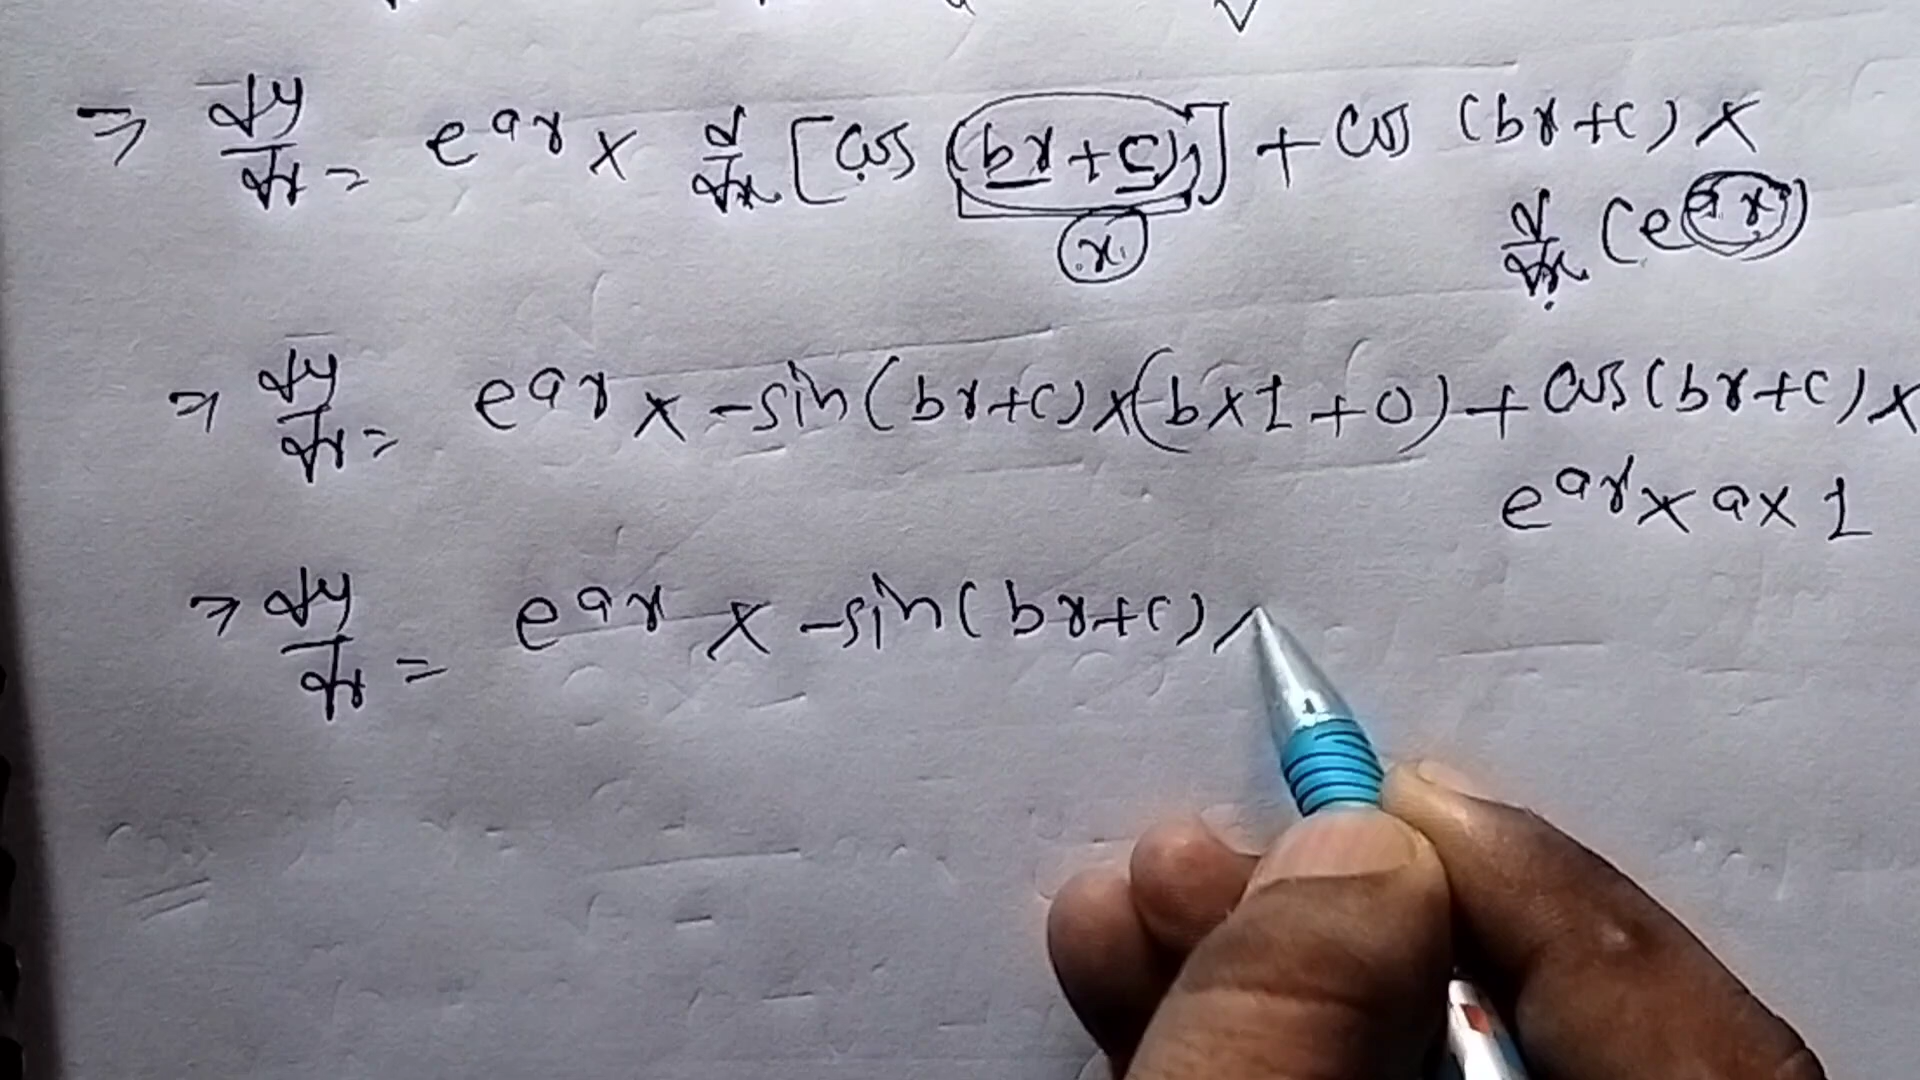 ⇒ dy/dx = e^ax × d/dx [cos (bx+c)] + cos (bx+c) ×
x
d/dx (e^ax)
⇒ dy/dx = e^ax × -sin(bx+c) × (b×1+0) + cos(bx+c) ×
e^ax × a × 1
⇒ dy/dx = e^ax × -sin(bx+c) ×